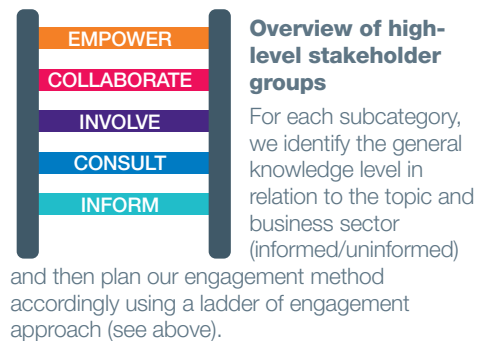 EMPOWER
COLLABORATE
INVOLVE
CONSULT
INFORM
Overview of high-
level stakeholder
groups
For each subcategory,
we identify the general
knowledge level in
relation to the topic and
business sector
(informed/uninformed)
and then plan our engagement method
accordingly using a ladder of engagement
approach (see above).